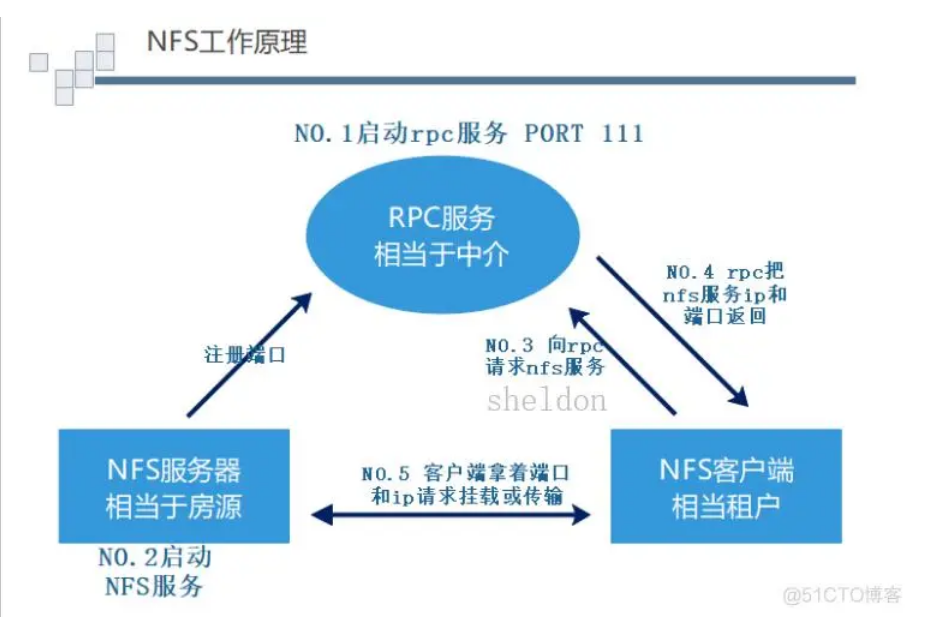 NFS工作原理
NO.1启动rpc服务 PORT 111
RPC服务
相当于中介
NO.4 rpc把
nfs服务ip和
端口返回
注册端口
NO.3 向rpc
请求nfs服务
sheldon
NFS服务器
相当于房源
NO.5 客户端拿着端口
和ip请求挂载或传输
NFS客户端
相当租户
NO.2启动
NFS服务
@51CTO博客